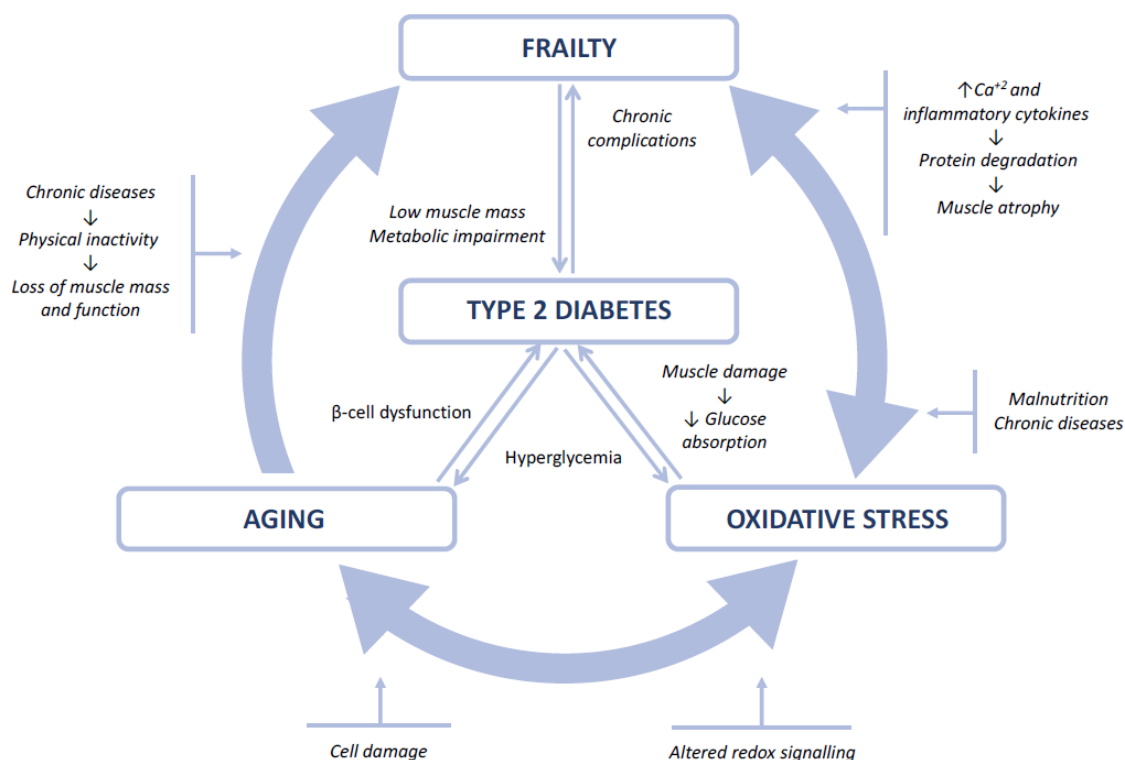 FRAILTY
↑Ca⁺² and
inflammatory cytokines
↓
Protein degradation
↓
Muscle atrophy
Chronic
complications
Chronic diseases
↓
Physical inactivity
↓
Loss of muscle mass
and function
Low muscle mass
Metabolic impairment
TYPE 2 DIABETES
Muscle damage
↓
↓ Glucose
absorption
β-cell dysfunction
Malnutrition
Chronic diseases
Hyperglycemia
AGING
OXIDATIVE STRESS
Cell damage
Altered redox signalling